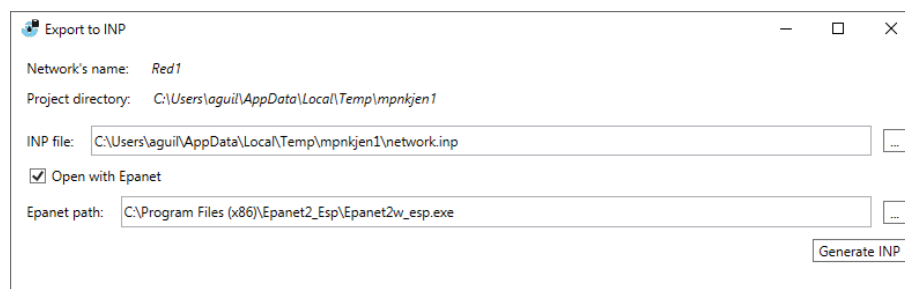 Export to INP
Network's name: Red1
Project directory: C:\Users\aguil\AppData\Local\Temp\mpnkjen1
INP file: C:\Users\aguil\AppData\Local\Temp\mpnkjen1\network.inp ...
Open with Epanet
Epanet path: C:\Program Files (x86)\Epanet2_Esp\Epanet2w_esp.exe ...
Generate INP